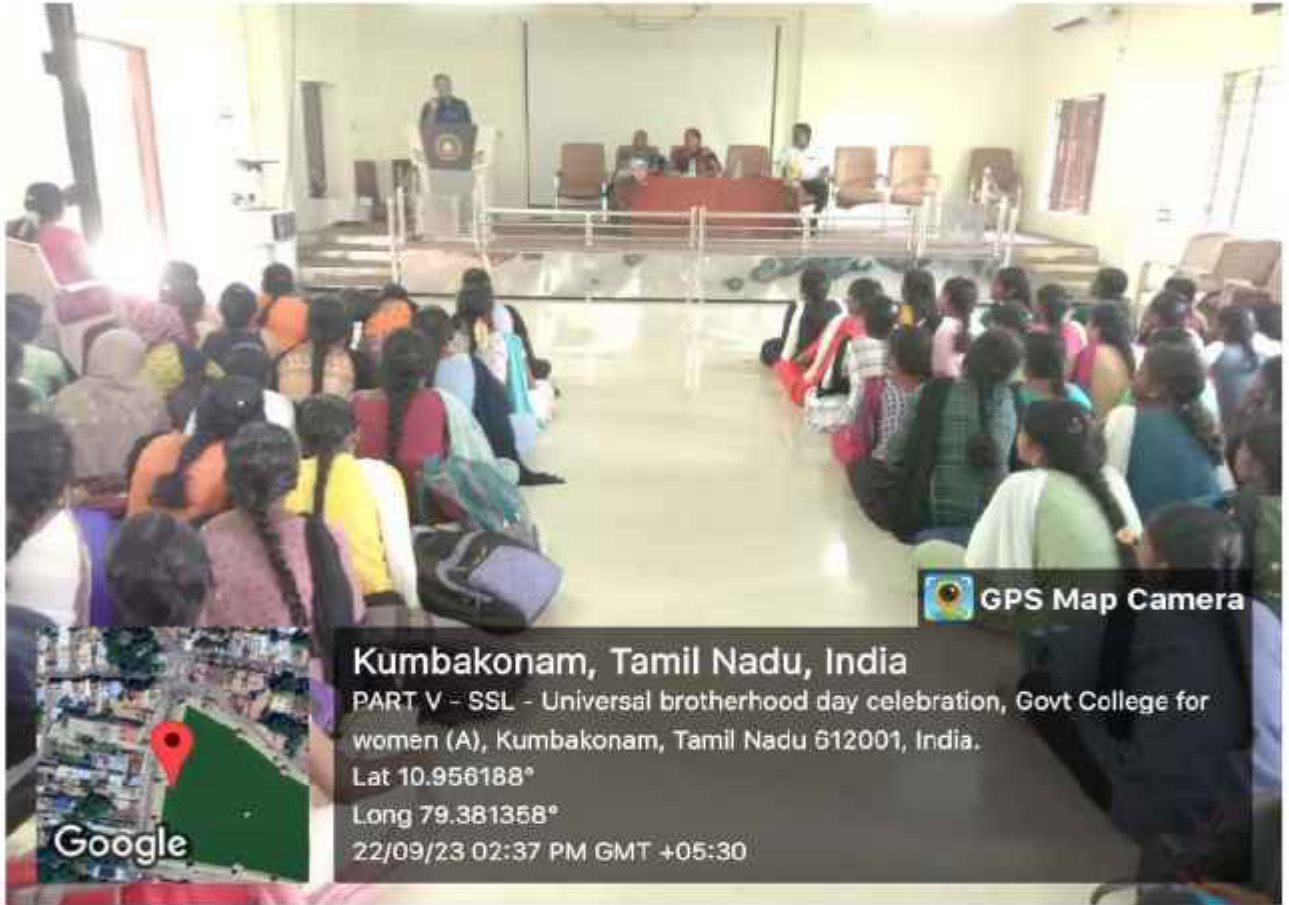 GPS Map Camera
Kumbakonam, Tamil Nadu, India
PART V - SSL - Universal brotherhood day celebration, Govt College for
women (A), Kumbakonam, Tamil Nadu 612001, India.
Lat 10.956188°
Long 79.381358°
22/09/23 02:37 PM GMT +05:30
Google